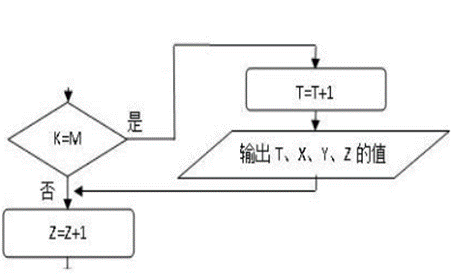 T=T+1
K=M
是
输出 T、X、Y、Z 的值
否
Z=Z+1